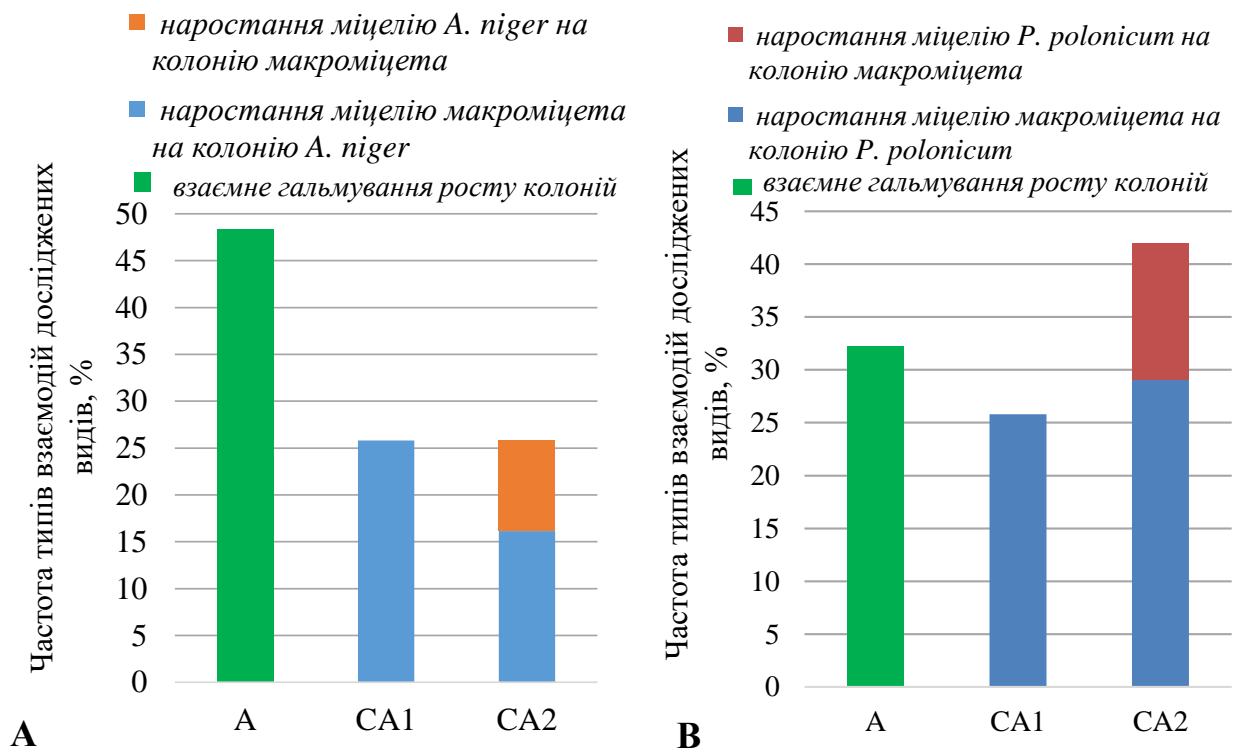 наростання міцелію A. niger на
колонію макроміцета
наростання міцелію макроміцета
на колонію A. niger
взаємне гальмування росту колоній
Частота типів взаємодій досліджених
видів, %
50
45
40
35
30
25
20
15
10
5
0
A
CA1
CA2
A
наростання міцелію P. polonicum на
колонію макроміцета
наростання міцелію макроміцета на
колонію P. polonicum
взаємне гальмування росту колоній
Частота типів взаємодій досліджених
видів, %
45
40
35
30
25
20
15
10
5
0
A
CA1
CA2
B